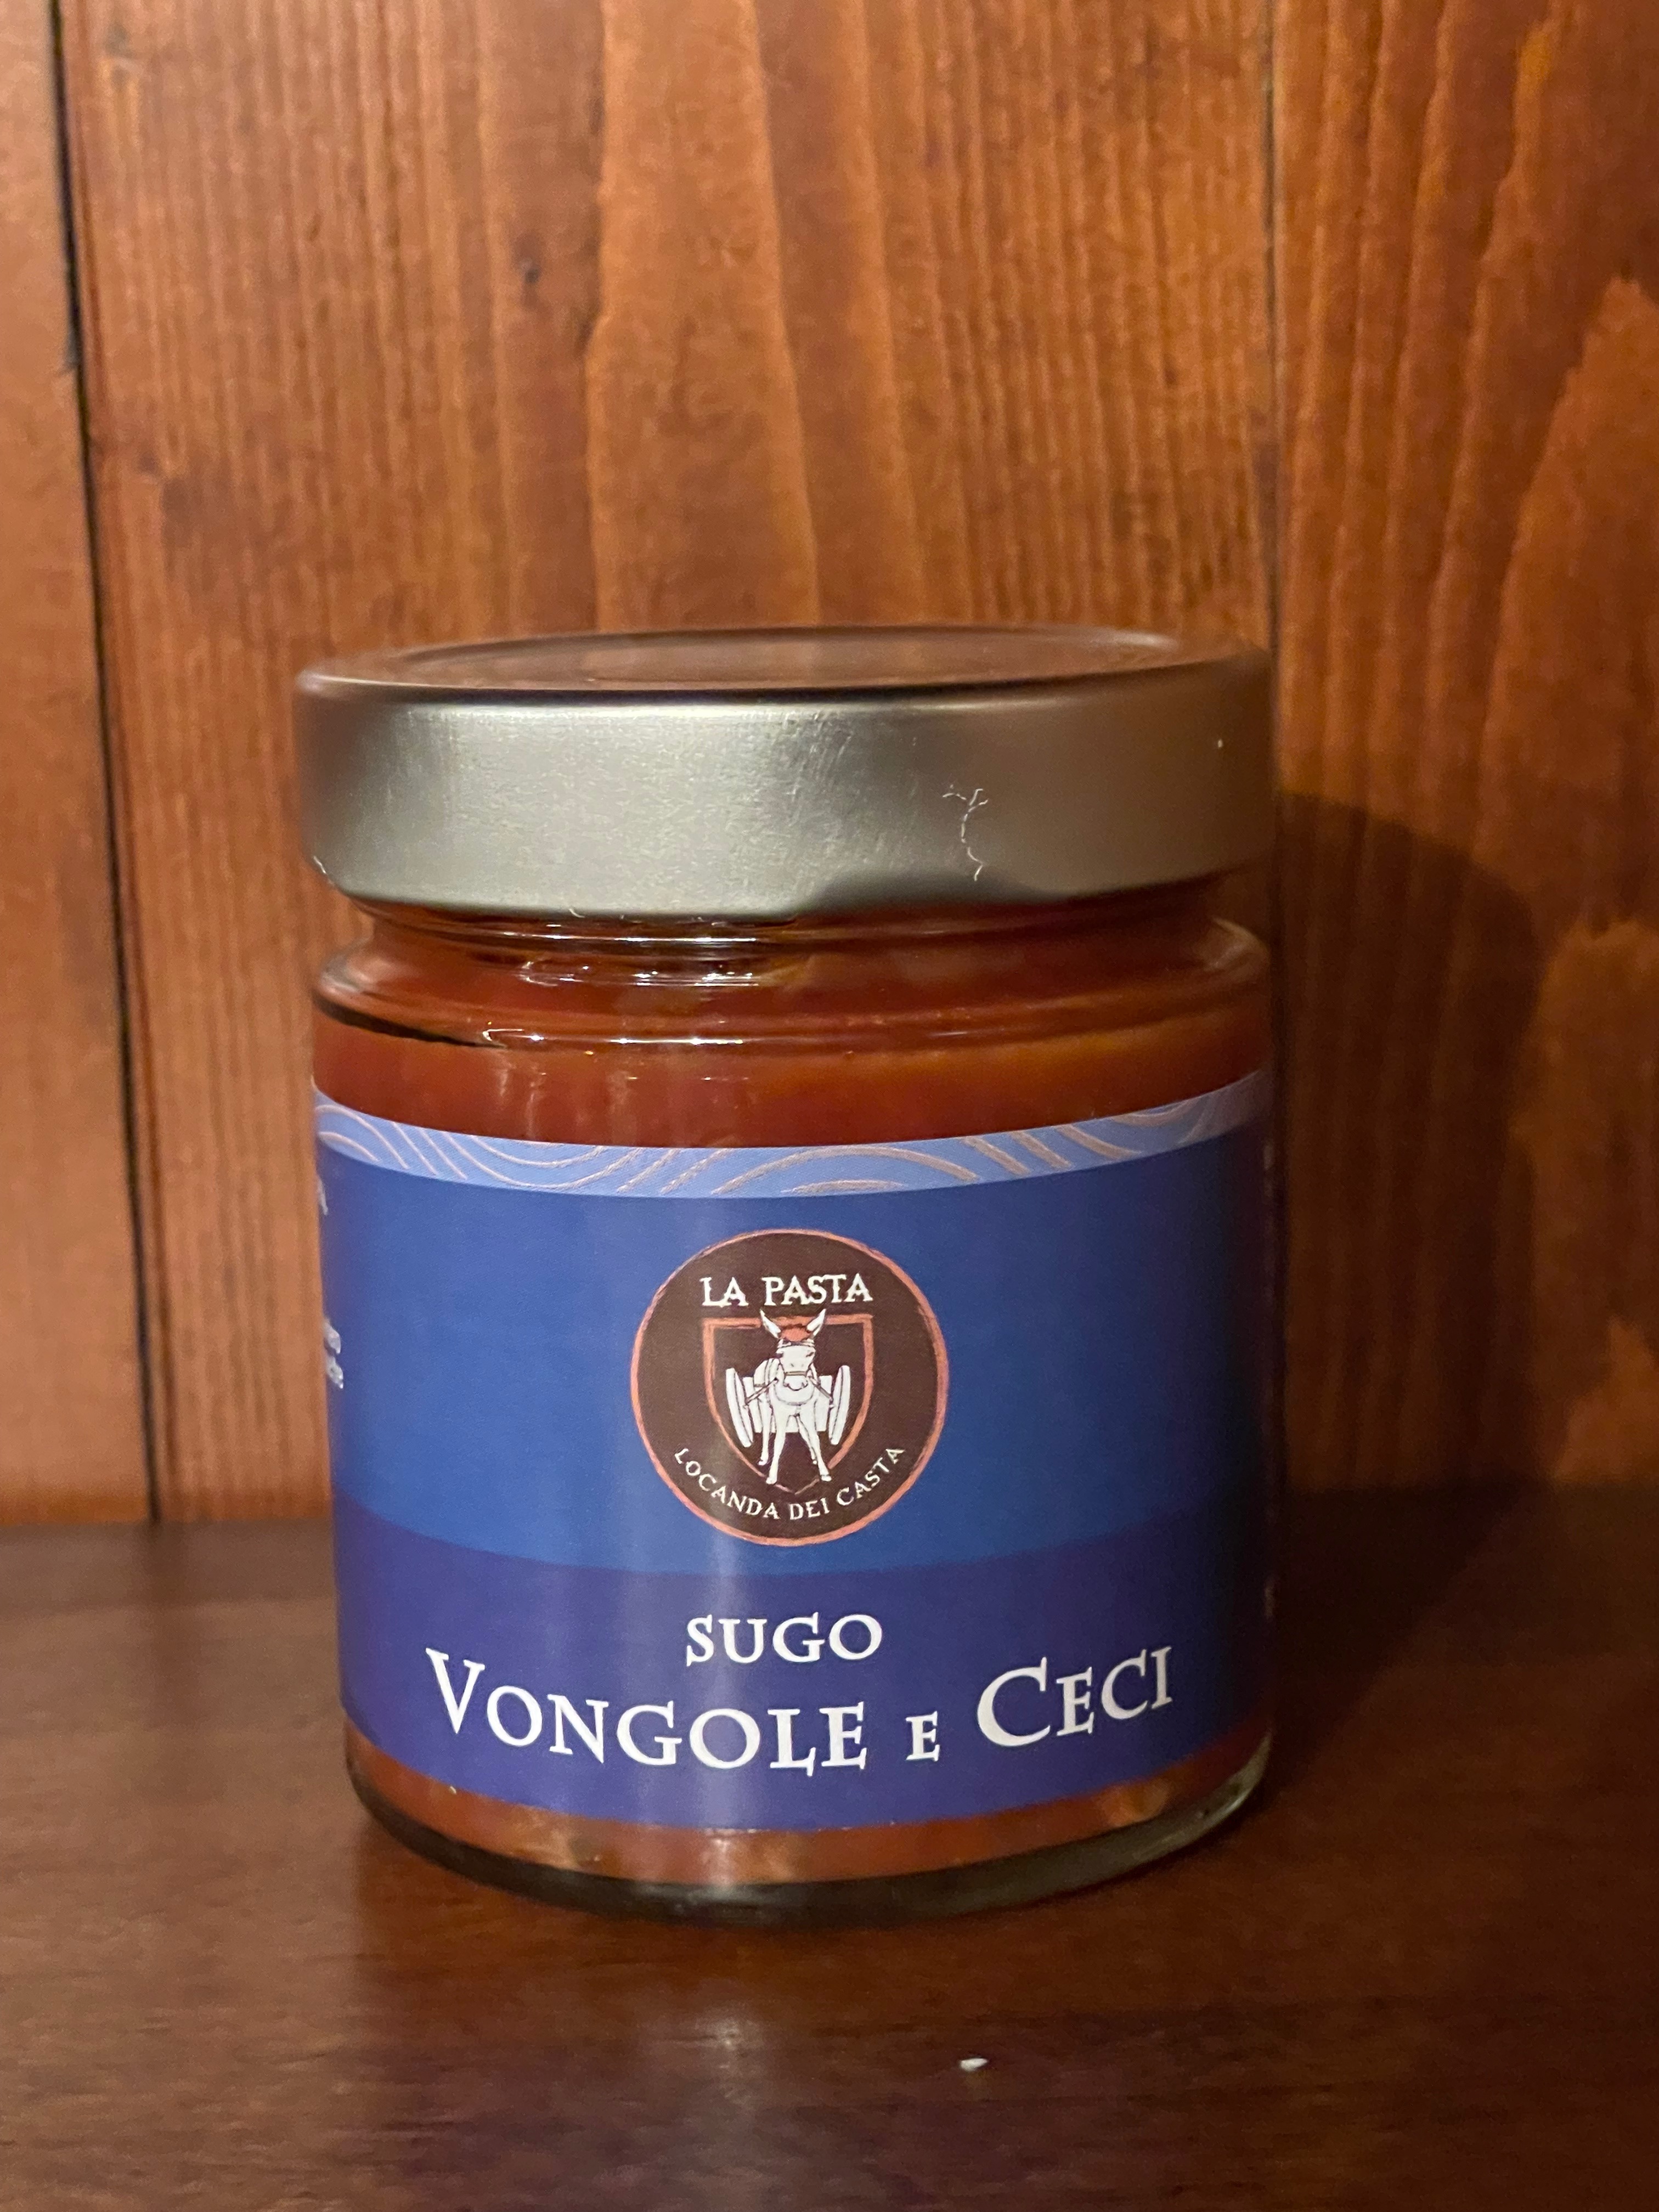 LA PASTA
LOCANDA DEI CASTA
SUGO
VONGOLE E CECI